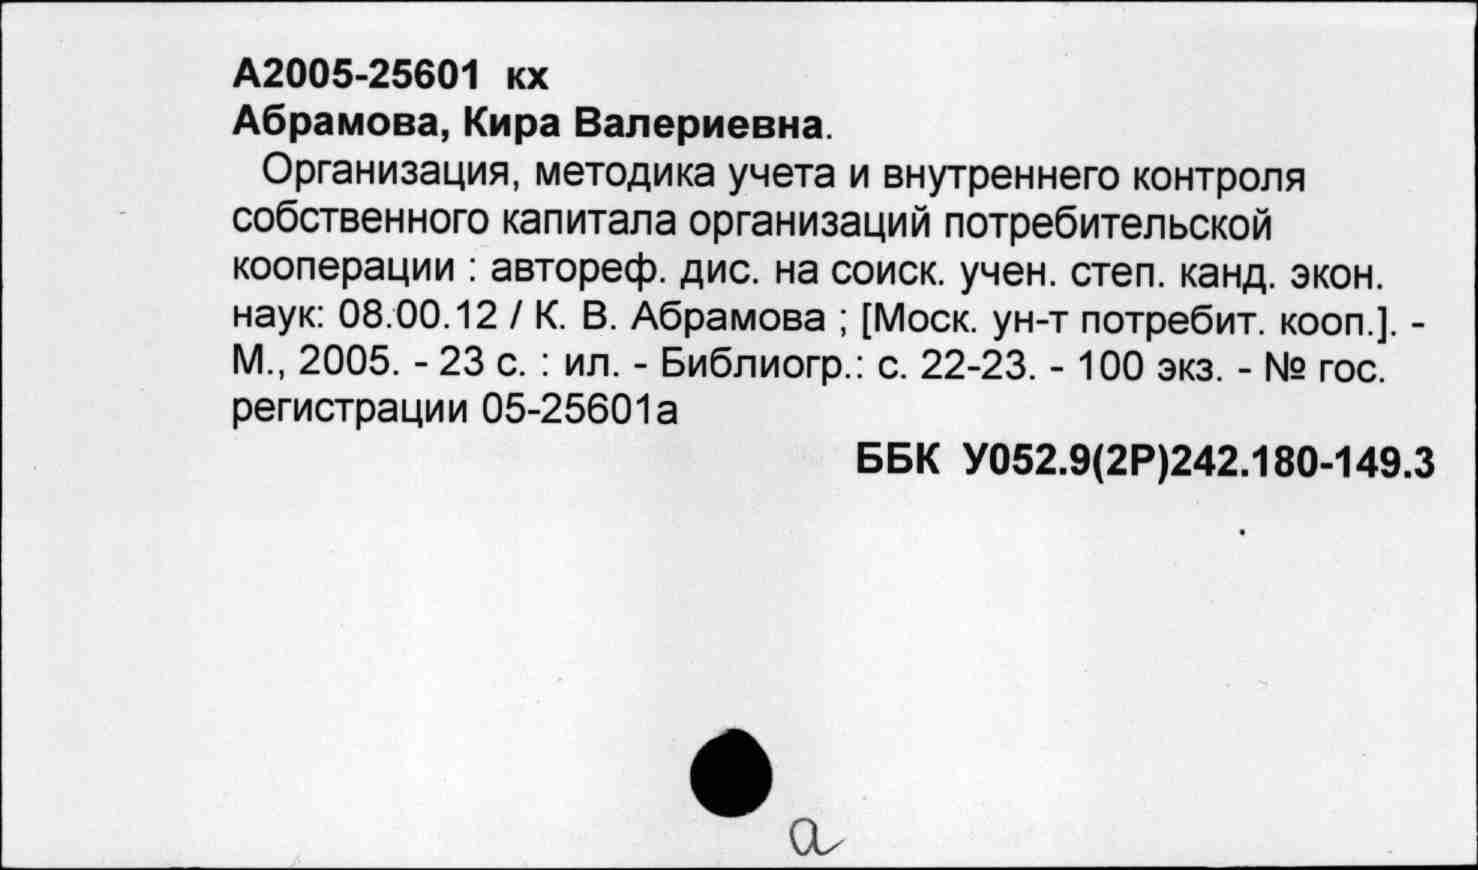 А2005-25601 кх
Абрамова, Кира Валериевна.
Организация, методика учета и внутреннего контроля
собственного капитала организаций потребительской
кооперации : автореф. дис. на соиск. учен. степ. канд. экон.
наук: 08.00.12 / К. В. Абрамова ; [Моск. ун-т потребит. кооп.]. -
М., 2005. - 23 с. : ил. - Библиогр.: с. 22-23. - 100 экз. - № гос.
регистрации 05-25601а
ББК У052.9(2Р)242.180-149.3
а